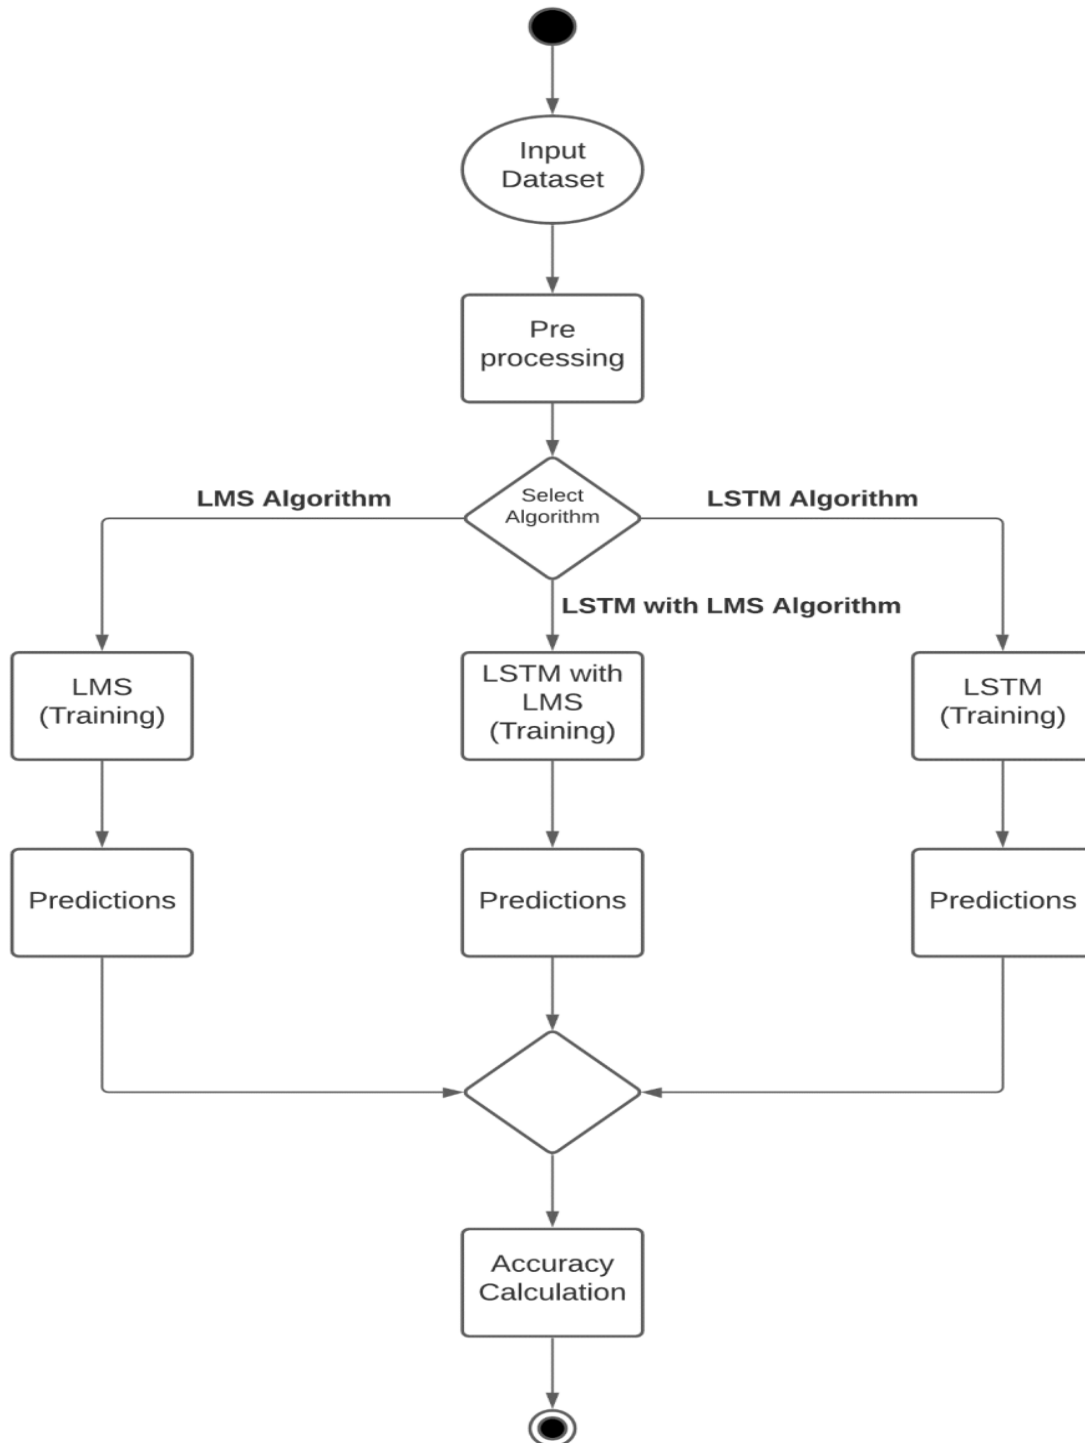 Input
Dataset
Pre
processing
Select
Algorithm
LMS Algorithm
LSTM Algorithm
LSTM with LMS Algorithm
LMS
(Training)
LSTM with
LMS
(Training)
LSTM
(Training)
Predictions
Predictions
Predictions
Accuracy
Calculation